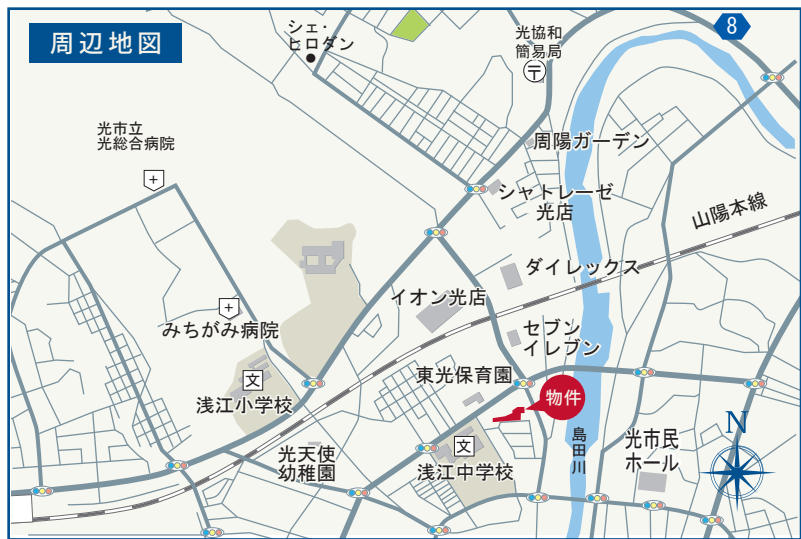 周辺地図
シェ・
ヒロダン
光協和
簡易局
〒
8
光市立
光総合病院
周陽ガーデン
シャトレーゼ
光店
山陽本線
ダイレックス
イオン光店
みちがみ病院
セブン
イレブン
東光保育園
文
浅江小学校
物件
N
光天使
幼稚園
文
浅江中学校
島田川
光市民
ホール